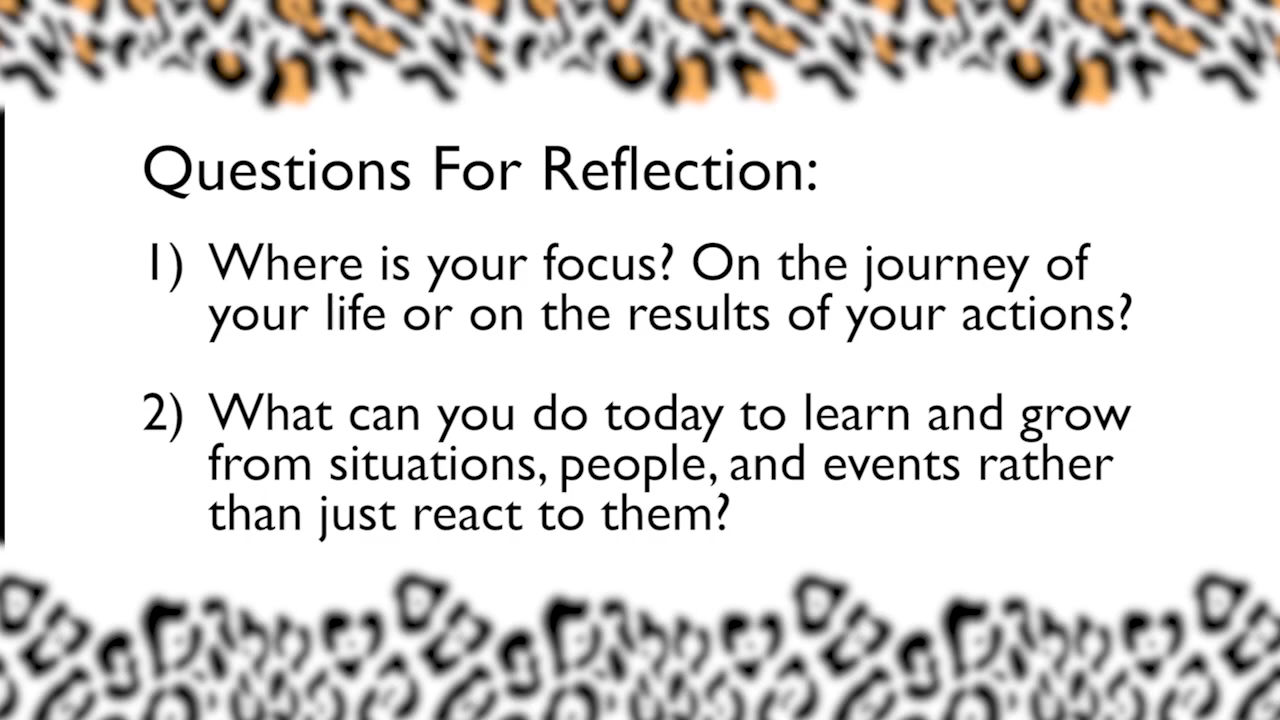 Questions For Reflection:
1) Where is your focus? On the journey of
your life or on the results of your actions?
2) What can you do today to learn and grow
from situations, people, and events rather
than just react to them?